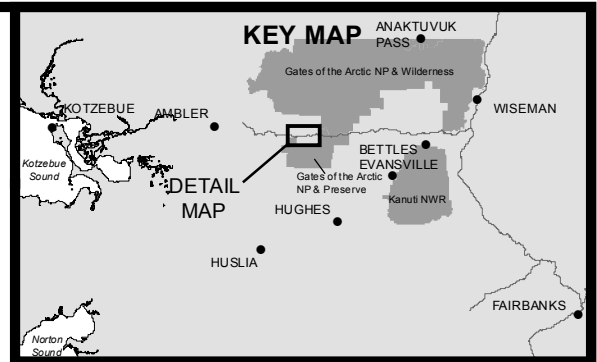 KEY MAP
ANAKTUVUK
PASS
Gates of the Arctic NP & Wilderness
KOTZEBUE
AMBLER
WISEMAN
Kotzebue
Sound
BETTLES
EVANSVILLE
DETAIL
MAP
Gates of the Arctic
NP & Preserve
Kanuti NWR
HUGHES
HUSLIA
FAIRBANKS
Norton
Sound